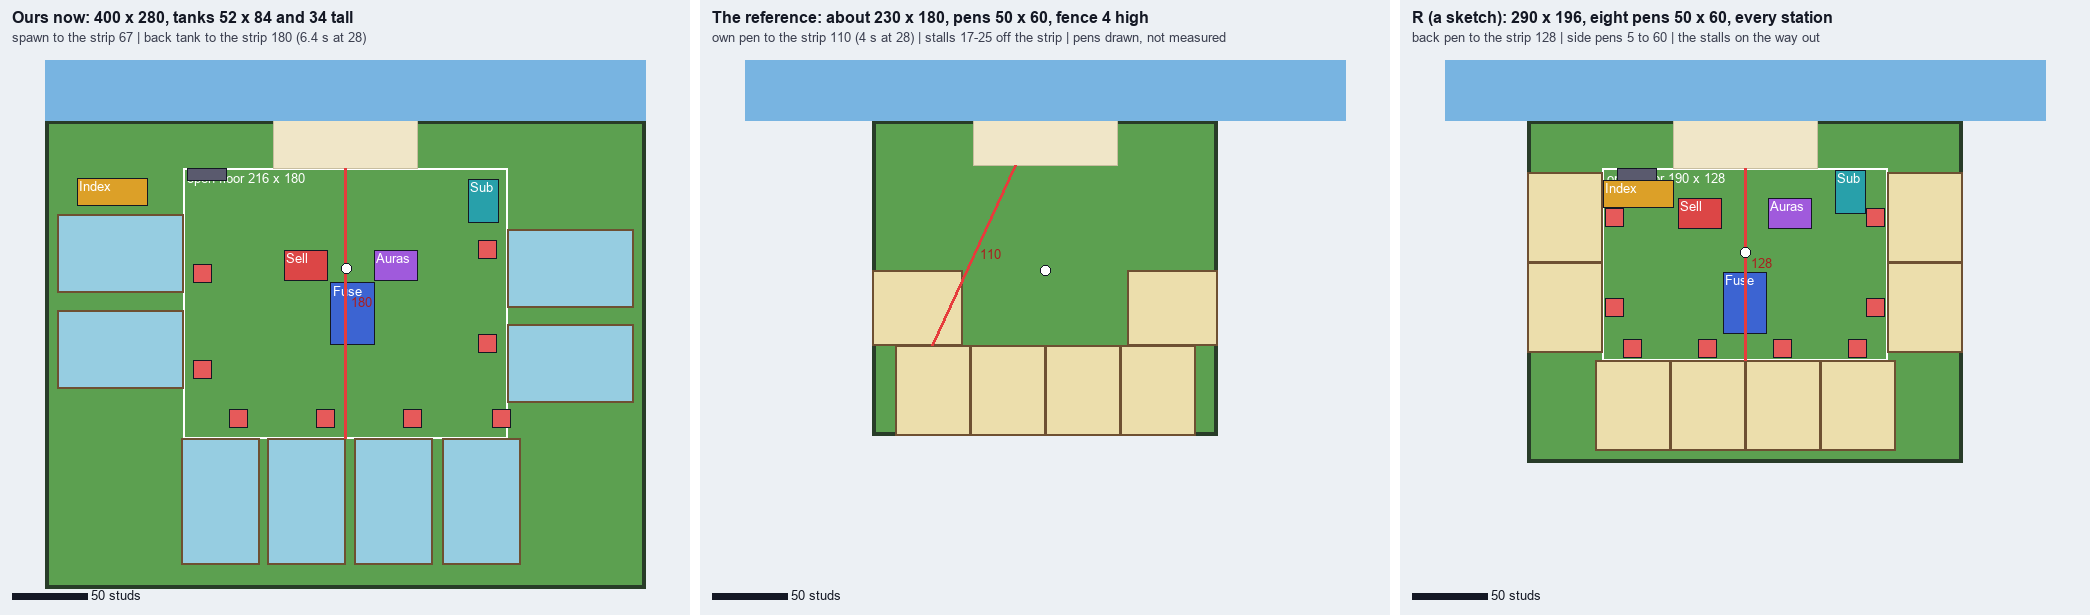 Ours now: 400 x 280, tanks 52 x 84 and 34 tall
spawn to the strip 67 | back tank to the strip 180 (6.4 s at 28)
Index
floor 216 x 180
Sub
Sell
Auras
Fuse
180
50 studs
The reference: about 230 x 180, pens 50 x 60, fence 4 high
own pen to the strip 110 (4 s at 28) | stalls 17-25 off the strip | pens drawn, not measured
110
50 studs
R (a sketch): 290 x 196, eight pens 50 x 60, every station
back pen to the strip 128 | side pens 5 to 60 | the stalls on the way out
190 x 128
Sub
Index
Sell
Auras
128
Fuse
50 studs